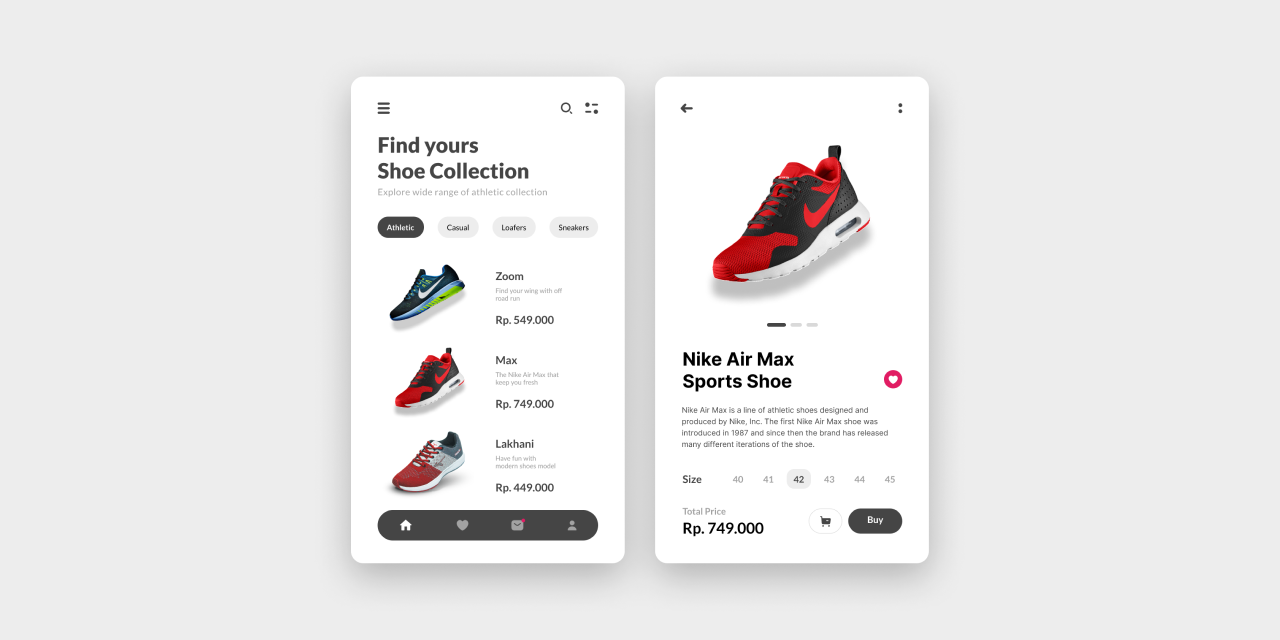 Find yours
Shoe Collection
Explore wide range of athletic collection
Athletic
Casual
Loafers
Sneakers
Zoom
Find your wing with off
road run
Rp. 549.000
Max
The Nike Air Max that
keep you fresh
Rp. 749.000
Lakhani
Have fun with
modern shoes model
Rp. 449.000
Nike Air Max
Sports Shoe
Nike Air Max is a line of athletic shoes designed and
produced by Nike, Inc. The first Nike Air Max shoe was
introduced in 1987 and since then the brand has released
many different iterations of the shoe.
Size 40 41 42 43 44 45
Total Price
Rp. 749.000
Buy